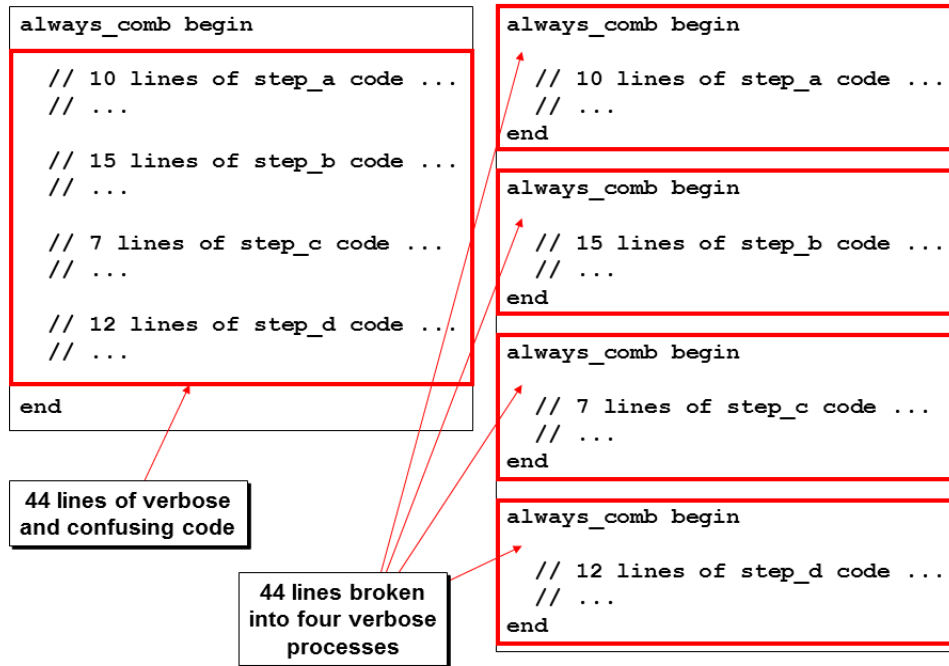 always_comb begin
// 10 lines of step_a code ...
// ...
// 15 lines of step_b code ...
// ...
// 7 lines of step_c code ...
// ...
// 12 lines of step_d code ...
// ...
end
44 lines of verbose
and confusing code
always_comb begin
// 10 lines of step_a code ...
// ...
end
always_comb begin
// 15 lines of step_b code ...
// ...
end
always_comb begin
// 7 lines of step_c code ...
// ...
end
always_comb begin
// 12 lines of step_d code ...
// ...
end
44 lines broken
into four verbose
processes